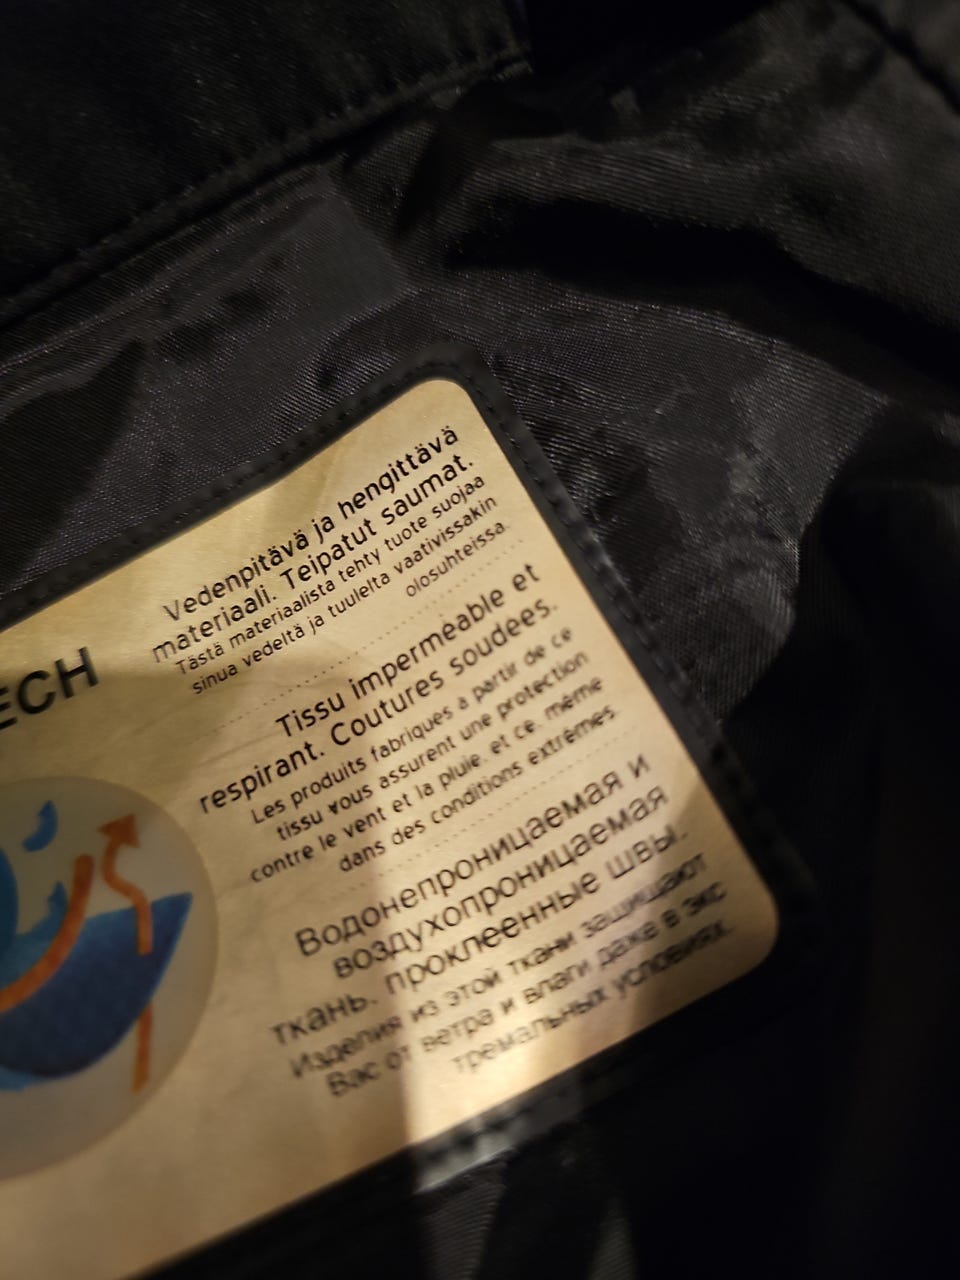 ECH
Vedenpitävä ja hengittävä
materiaali. Teipatut saumat.
Tästä materiaalista tehty tuote suojaa
sinua vedeltä ja tuulelta vaativissakin
olosuhteissa.
Tissu imperméable et
respirant. Coutures soudées.
Les produits fabriqués à partir de ce
tissu vous assurent une protection
contre le vent et la pluie, et ce, même
dans des conditions extrêmes.
Водонепроницаемая и
воздухопроницаемая
ткань. проклеенные швы.
Изделия из этой ткани защищают
Вас от ветра и влаги даже в экс
тремальных условиях.